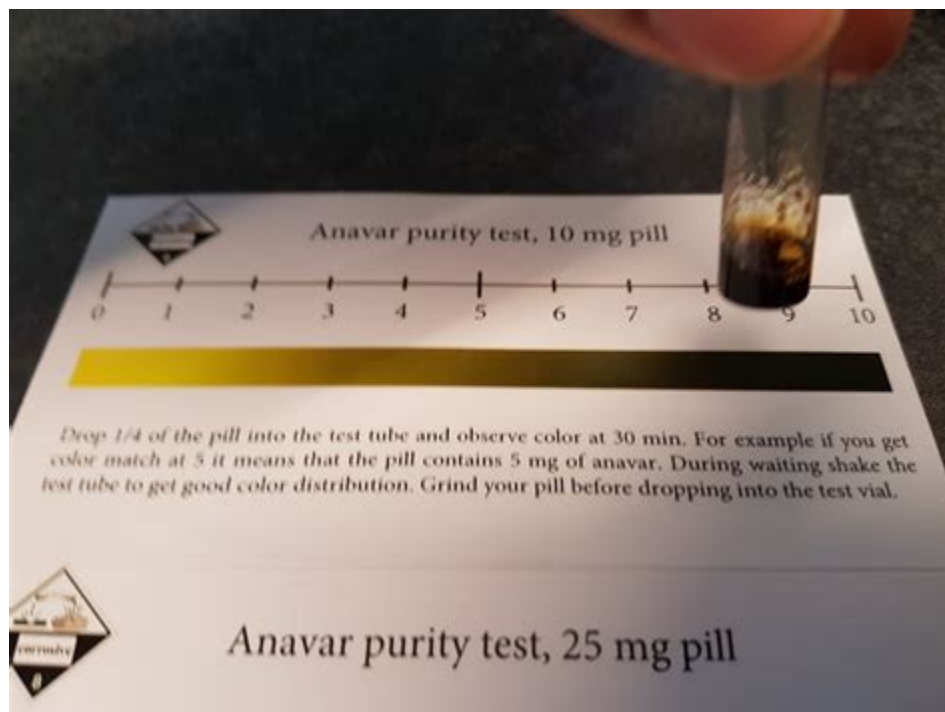 Anavar purity test, 10 mg pill
0 1 2 3 4 5 6 7 8 9 10
Drop 1/4 of the pill into the test tube and observe color at 30 min. For example if you get
color match at 5 it means that the pill contains 5 mg of anavar. During waiting shake the
test tube to get good color distribution. Grind your pill before dropping into the test vial.
corrosive
8
Anavar purity test, 25 mg pill